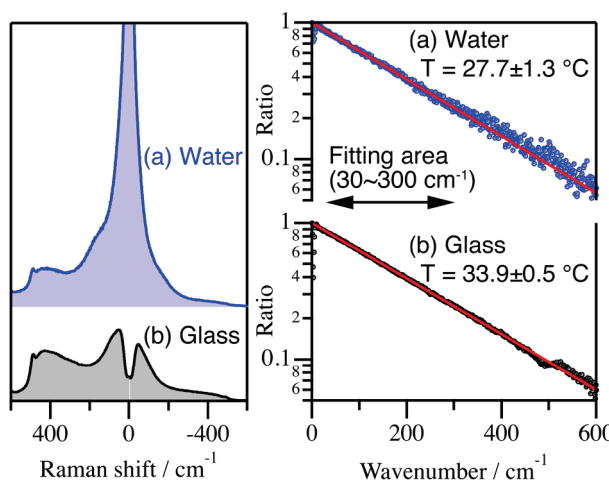 (a) Water
(b) Glass
400
0
-400
Raman shift / cm⁻¹
Ratio
1
8
6
4
2
0.1
8
6
(a) Water
T = 27.7±1.3 °C
Fitting area
(30~300 cm⁻¹)
Ratio
1
8
6
4
2
0.1
8
6
(b) Glass
T = 33.9±0.5 °C
0
200
400
600
Wavenumber / cm⁻¹